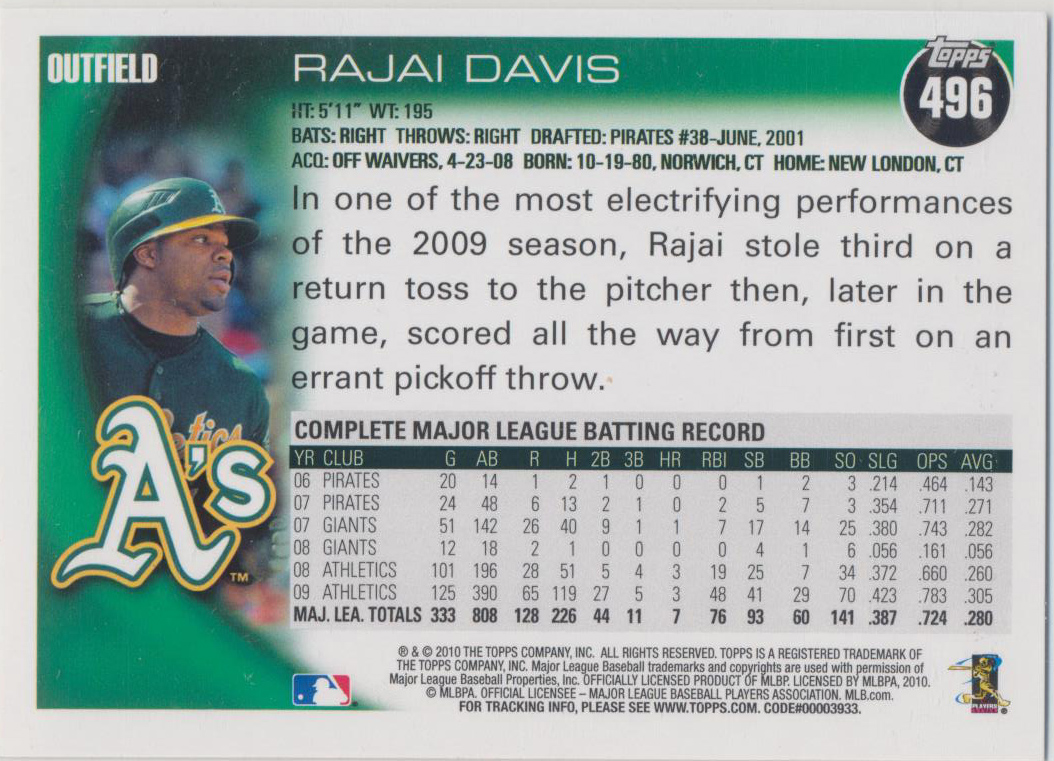 OUTFIELD
RAJAI DAVIS
TOPPS
496
HT: 5'11" WT: 195
BATS: RIGHT THROWS: RIGHT DRAFTED: PIRATES #38-JUNE, 2001
ACQ: OFF WAIVERS, 4-23-08 BORN: 10-19-80, NORWICH, CT HOME: NEW LONDON, CT
In one of the most electrifying performances
of the 2009 season, Rajai stole third on a
return toss to the pitcher then, later in the
game, scored all the way from first on an
errant pickoff throw.
A's
TM
COMPLETE MAJOR LEAGUE BATTING RECORD
YR CLUB G AB R H 2B 3B HR RBI SB BB SO SLG OPS AVG
06 PIRATES 20 14 1 2 1 0 0 0 1 2 3 .214 .464 .143
07 PIRATES 24 48 6 13 2 1 0 2 5 7 3 .354 .711 .271
07 GIANTS 51 142 26 40 9 1 1 7 17 14 25 .380 .743 .282
08 GIANTS 12 18 2 1 0 0 0 0 4 1 6 .056 .161 .056
08 ATHLETICS 101 196 28 51 5 4 3 19 25 7 34 .372 .660 .260
09 ATHLETICS 125 390 65 119 27 5 3 48 41 29 70 .423 .783 .305
MAJ. LEA. TOTALS 333 808 128 226 44 11 7 76 93 60 141 .387 .724 .280
® & © 2010 THE TOPPS COMPANY, INC. ALL RIGHTS RESERVED. TOPPS IS A REGISTERED TRADEMARK OF
THE TOPPS COMPANY, INC. Major League Baseball trademarks and copyrights are used with permission of
Major League Baseball Properties, Inc. OFFICIALLY LICENSED PRODUCT OF MLBP. LICENSED BY MLBPA, 2010.
© MLBPA. OFFICIAL LICENSEE – MAJOR LEAGUE BASEBALL PLAYERS ASSOCIATION. MLB.com.
FOR TRACKING INFO, PLEASE SEE WWW.TOPPS.COM. CODE#00003933.
PLAYERS